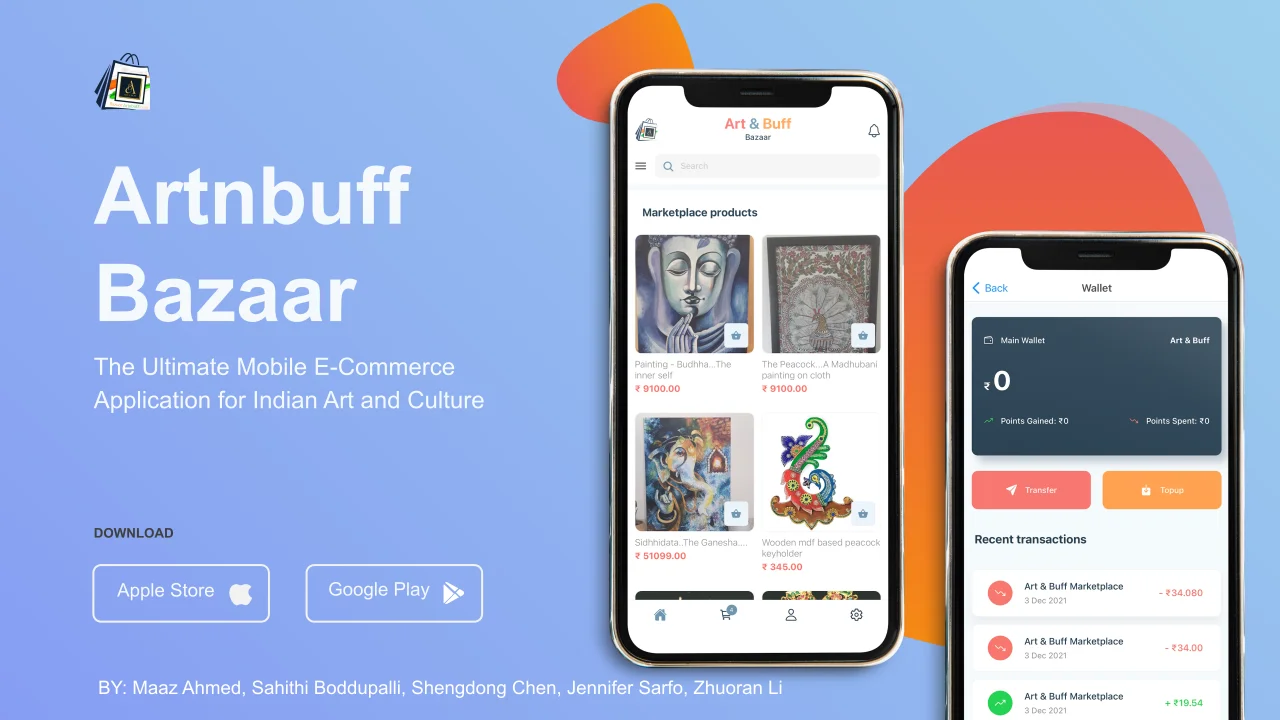 Artnbuff
Bazaar
The Ultimate Mobile E-Commerce
Application for Indian Art and Culture
DOWNLOAD
Apple Store
Google Play
BY: Maaz Ahmed, Sahithi Boddupalli, Shengdong Chen, Jennifer Sarfo, Zhuoran Li
Art & Buff
Bazaar
Search
Marketplace products
Painting - Budhha...The
inner self
₹ 9100.00
The Peacock...A Madhubani
painting on cloth
₹ 9100.00
Sidhhidata..The Ganesha....
₹ 51099.00
Wooden mdf based peacock
keyholder
₹ 345.00
4
Back
Wallet
Main Wallet
Art & Buff
₹ 0
Points Gained: ₹0
Points Spent: ₹0
Transfer
Topup
Recent transactions
Art & Buff Marketplace
3 Dec 2021
- ₹34.080
Art & Buff Marketplace
3 Dec 2021
- ₹34.00
Art & Buff Marketplace
3 Dec 2021
+ ₹19.54